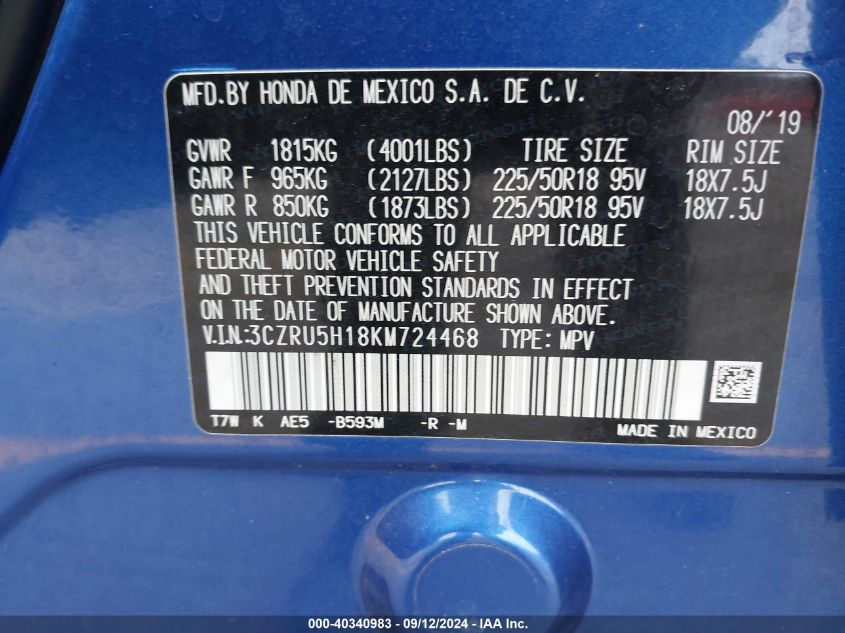 MFD.BY HONDA DE MEXICO S.A. DE C.V.
08/'19
GVWR 1815KG (4001LBS) TIRE SIZE RIM SIZE
GAWR F 965KG (2127LBS) 225/50R18 95V 18X7.5J
GAWR R 850KG (1873LBS) 225/50R18 95V 18X7.5J
THIS VEHICLE CONFORMS TO ALL APPLICABLE
FEDERAL MOTOR VEHICLE SAFETY
AND THEFT PREVENTION STANDARDS IN EFFECT
ON THE DATE OF MANUFACTURE SHOWN ABOVE.
V.I.N:3CZRU5H18KM724468 TYPE: MPV
T7W K AE5 -B593M -R -M
MADE IN MEXICO
000-40340983 - 09/12/2024 - IAA Inc.